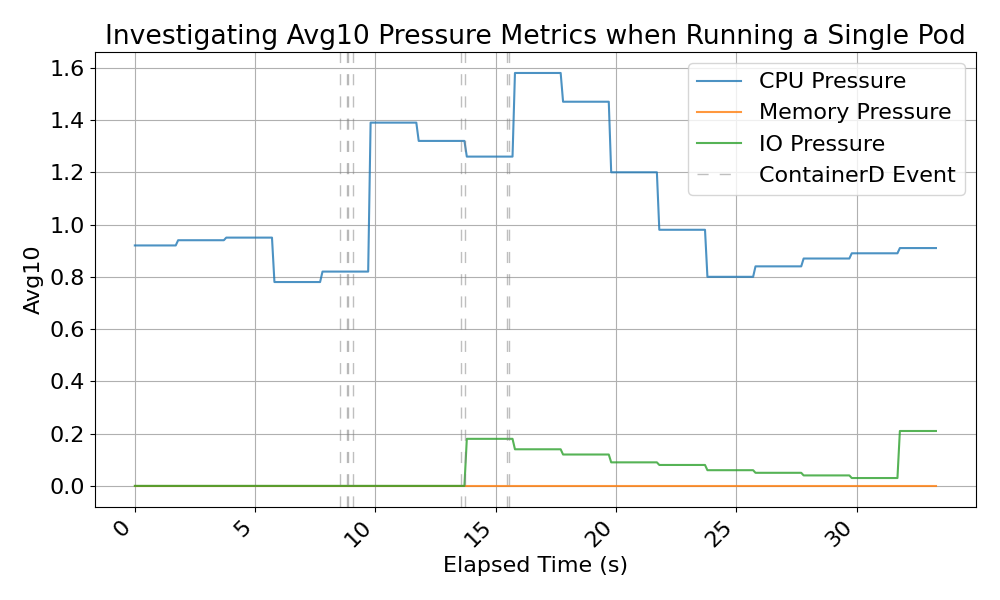 Investigating Avg10 Pressure Metrics when Running a Single Pod
1.6
1.4
1.2
1.0
0.8
0.6
0.4
0.2
0.0
Avg10
CPU Pressure
Memory Pressure
IO Pressure
ContainerD Event
0
5
10
15
20
25
30
Elapsed Time (s)